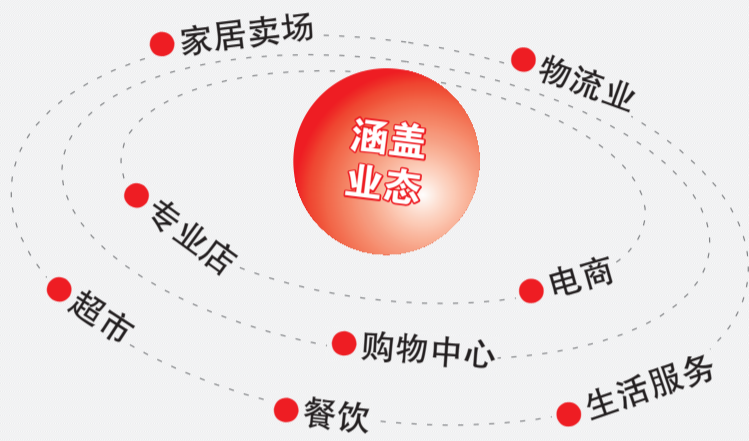 家居卖场
物流业
涵盖
业态
专业店
电商
超市
购物中心
生活服务
餐饮